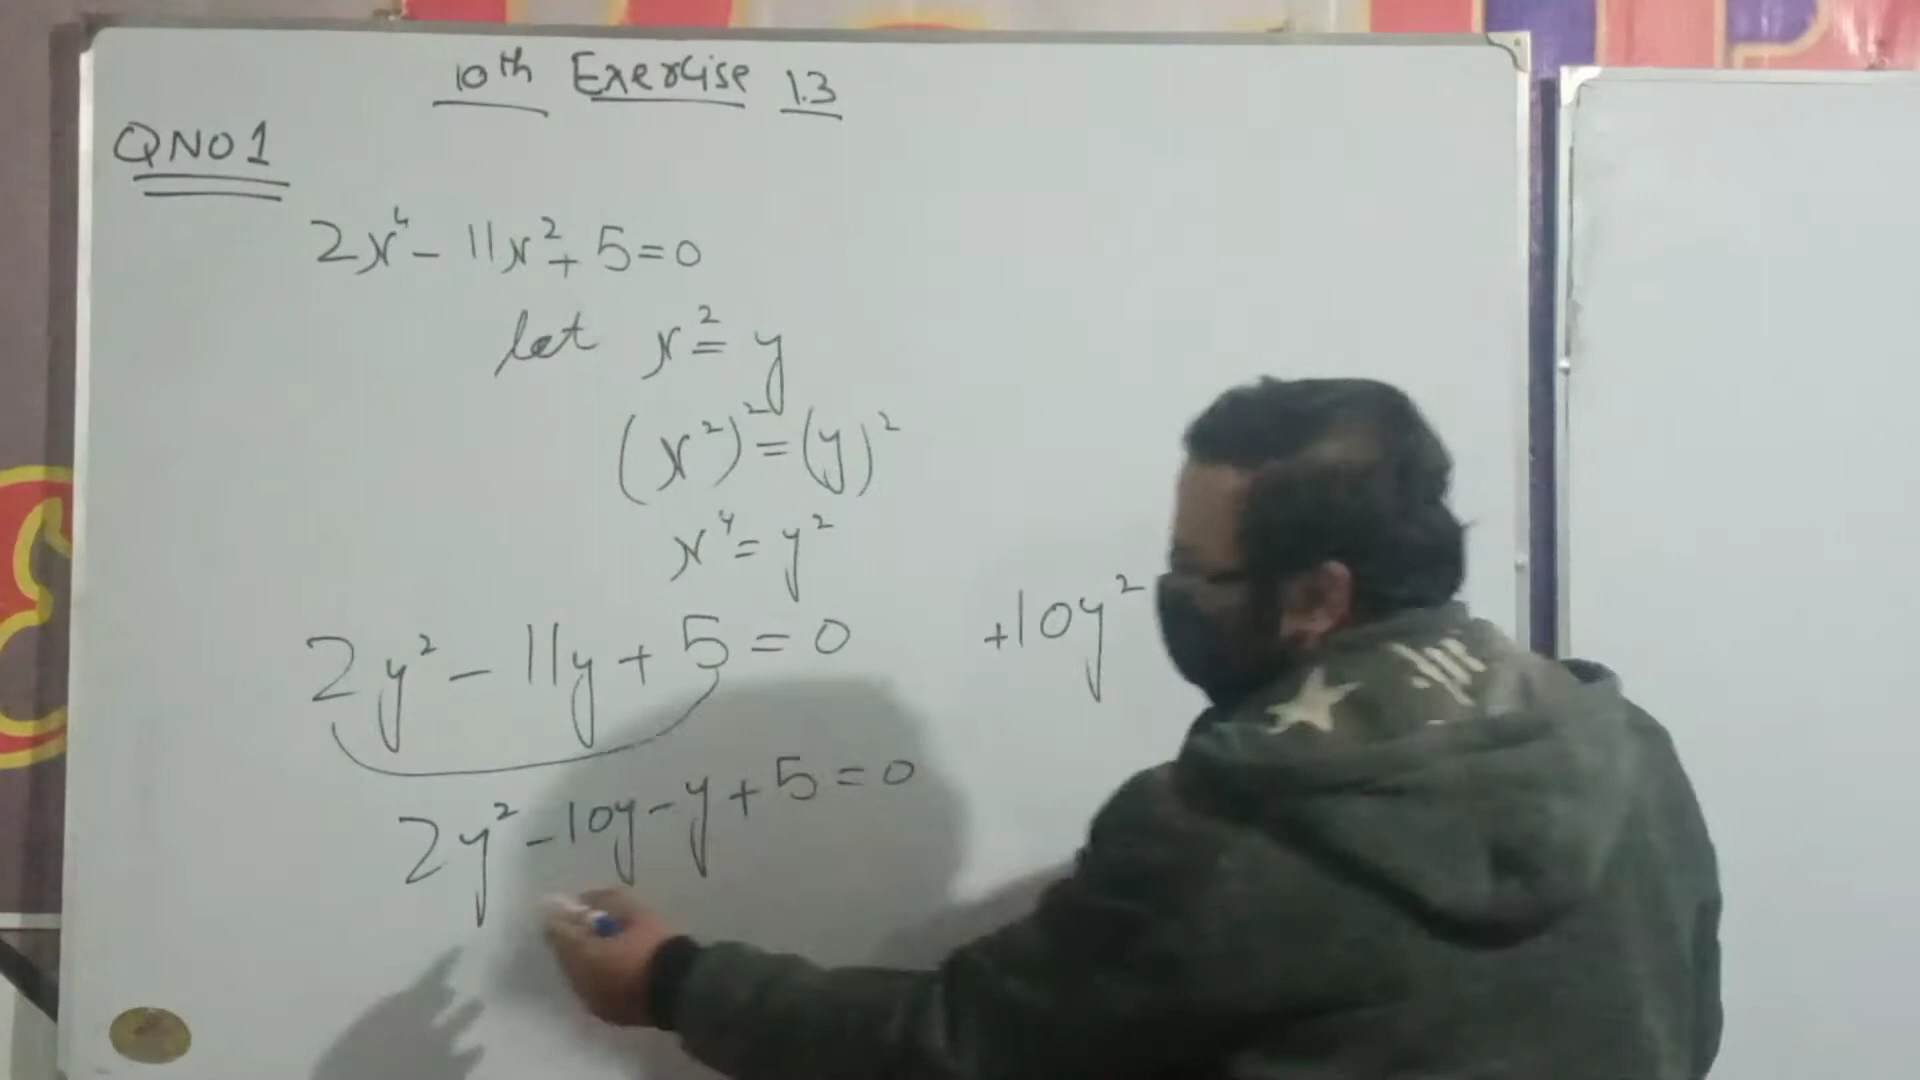 10th Exercise 1.3
QNO1
2x⁴ - 11x² + 5 = 0
let x² = y
(x²)² = (y)²
x⁴ = y²
2y² - 11y + 5 = 0
+10y²
2y² - 10y - y + 5 = 0